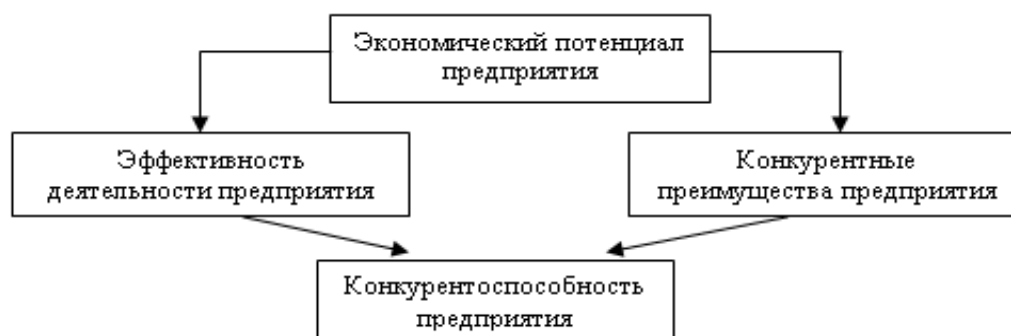 Экономический потенциал
предприятия
Эффективность
деятельности предприятия
Конкурентные
преимущества предприятия
Конкурентоспособность
предприятия